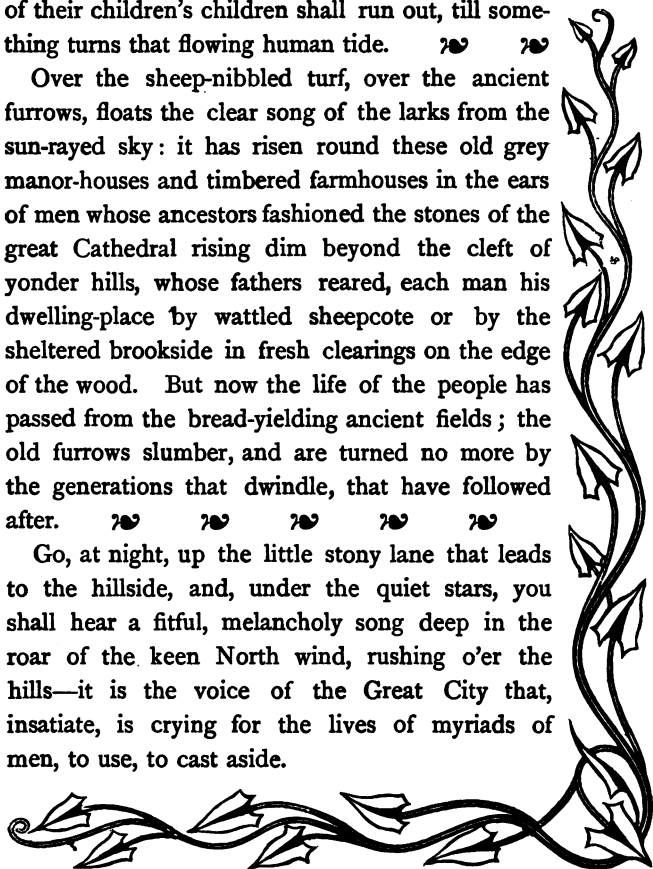 of their children's children shall run out, till some-
thing turns that flowing human tide. ❧ ❧
Over the sheep-nibbled turf, over the ancient
furrows, floats the clear song of the larks from the
sun-rayed sky: it has risen round these old grey
manor-houses and timbered farmhouses in the ears
of men whose ancestors fashioned the stones of the
great Cathedral rising dim beyond the cleft of
yonder hills, whose fathers reared, each man his
dwelling-place by wattled sheepcote or by the
sheltered brookside in fresh clearings on the edge
of the wood. But now the life of the people has
passed from the bread-yielding ancient fields; the
old furrows slumber, and are turned no more by
the generations that dwindle, that have followed
after. ❧ ❧ ❧ ❧ ❧
Go, at night, up the little stony lane that leads
to the hillside, and, under the quiet stars, you
shall hear a fitful, melancholy song deep in the
roar of the keen North wind, rushing o'er the
hills—it is the voice of the Great City that,
insatiate, is crying for the lives of myriads of
men, to use, to cast aside.